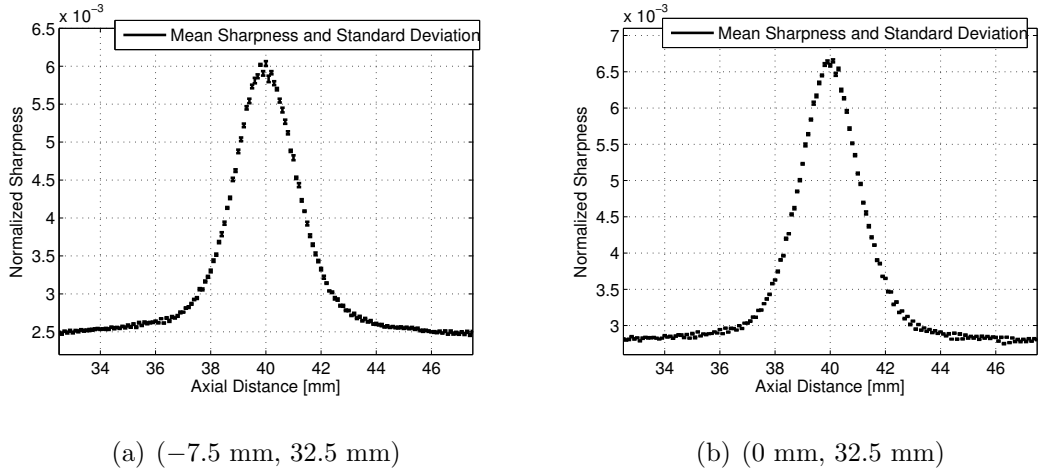 x 10⁻³
Mean Sharpness and Standard Deviation
6.5
6
5.5
5
4.5
4
3.5
3
2.5
Normalized Sharpness
34 36 38 40 42 44 46
Axial Distance [mm]
(a) (−7.5 mm, 32.5 mm)
x 10⁻³
Mean Sharpness and Standard Deviation
7
6.5
6
5.5
5
4.5
4
3.5
3
Normalized Sharpness
34 36 38 40 42 44 46
Axial Distance [mm]
(b) (0 mm, 32.5 mm)